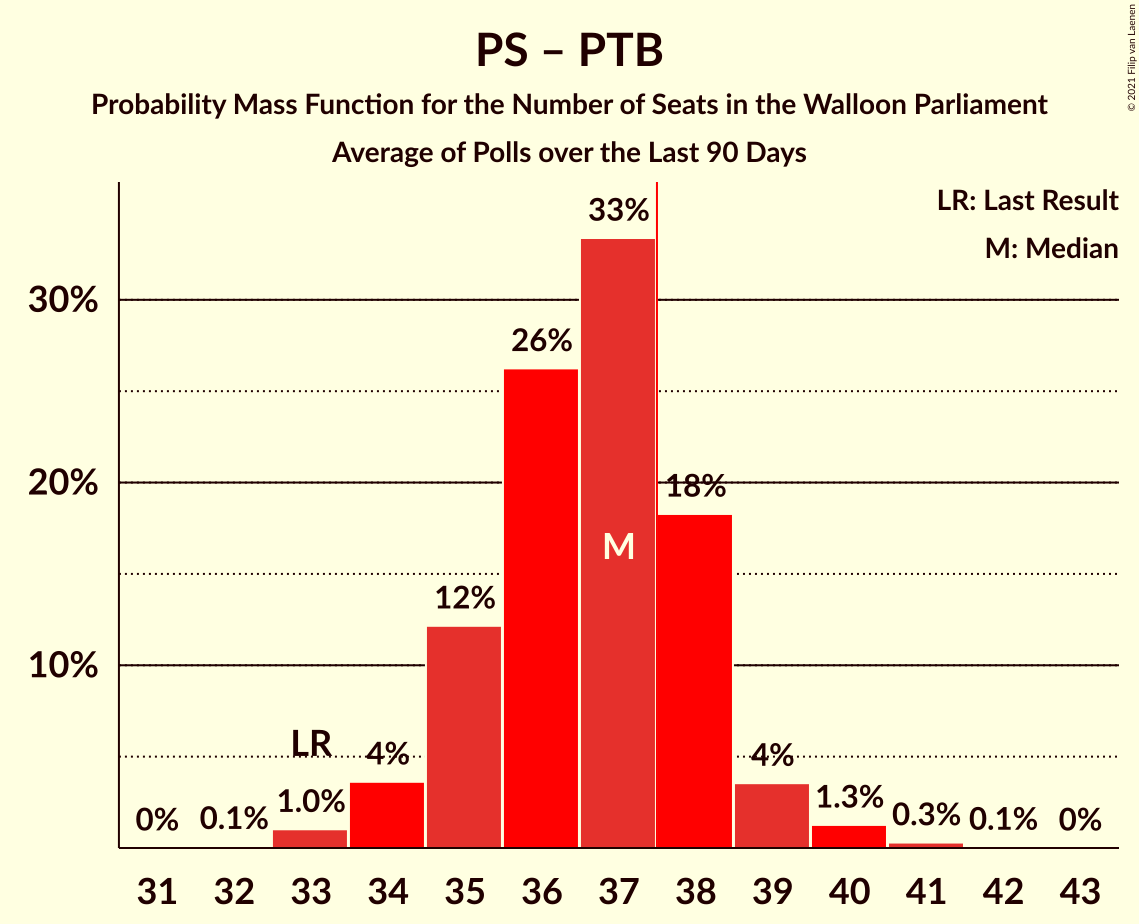 PS – PTB
Probability Mass Function for the Number of Seats in the Walloon Parliament
Average of Polls over the Last 90 Days
© 2021 Filip van Laenen
LR: Last Result
M: Median
33%
30%
26%
20%
18%
M
12%
10%
LR
4%
4%
0%
0.1%
1.0%
1.3%
0.3%
0.1%
0%
31 32 33 34 35 36 37 38 39 40 41 42 43